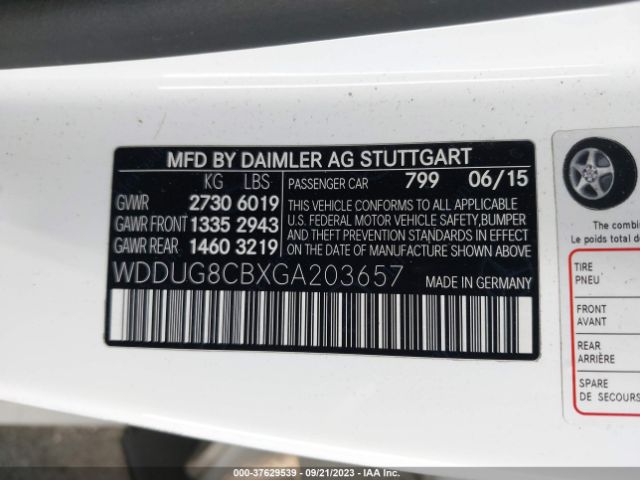 MFD BY DAIMLER AG STUTTGART
KG LBS
GVWR 2730 6019
GAWR FRONT 1335 2943
GAWR REAR 1460 3219
PASSENGER CAR 799 06/15
THIS VEHICLE CONFORMS TO ALL APPLICABLE
U.S. FEDERAL MOTOR VEHICLE SAFETY, BUMPER
AND THEFT PREVENTION STANDARDS IN EFFECT
ON THE DATE OF MANUFACTURE SHOWN ABOVE
WDDUG8CBXGA203657 MADE IN GERMANY
The combin
Le poids to
TIRE
PNEU
FRONT
AVANT
REAR
ARRIÈRE
SPARE
DE SECOURS
000-37629539 - 09/21/2023 - IAA Inc.